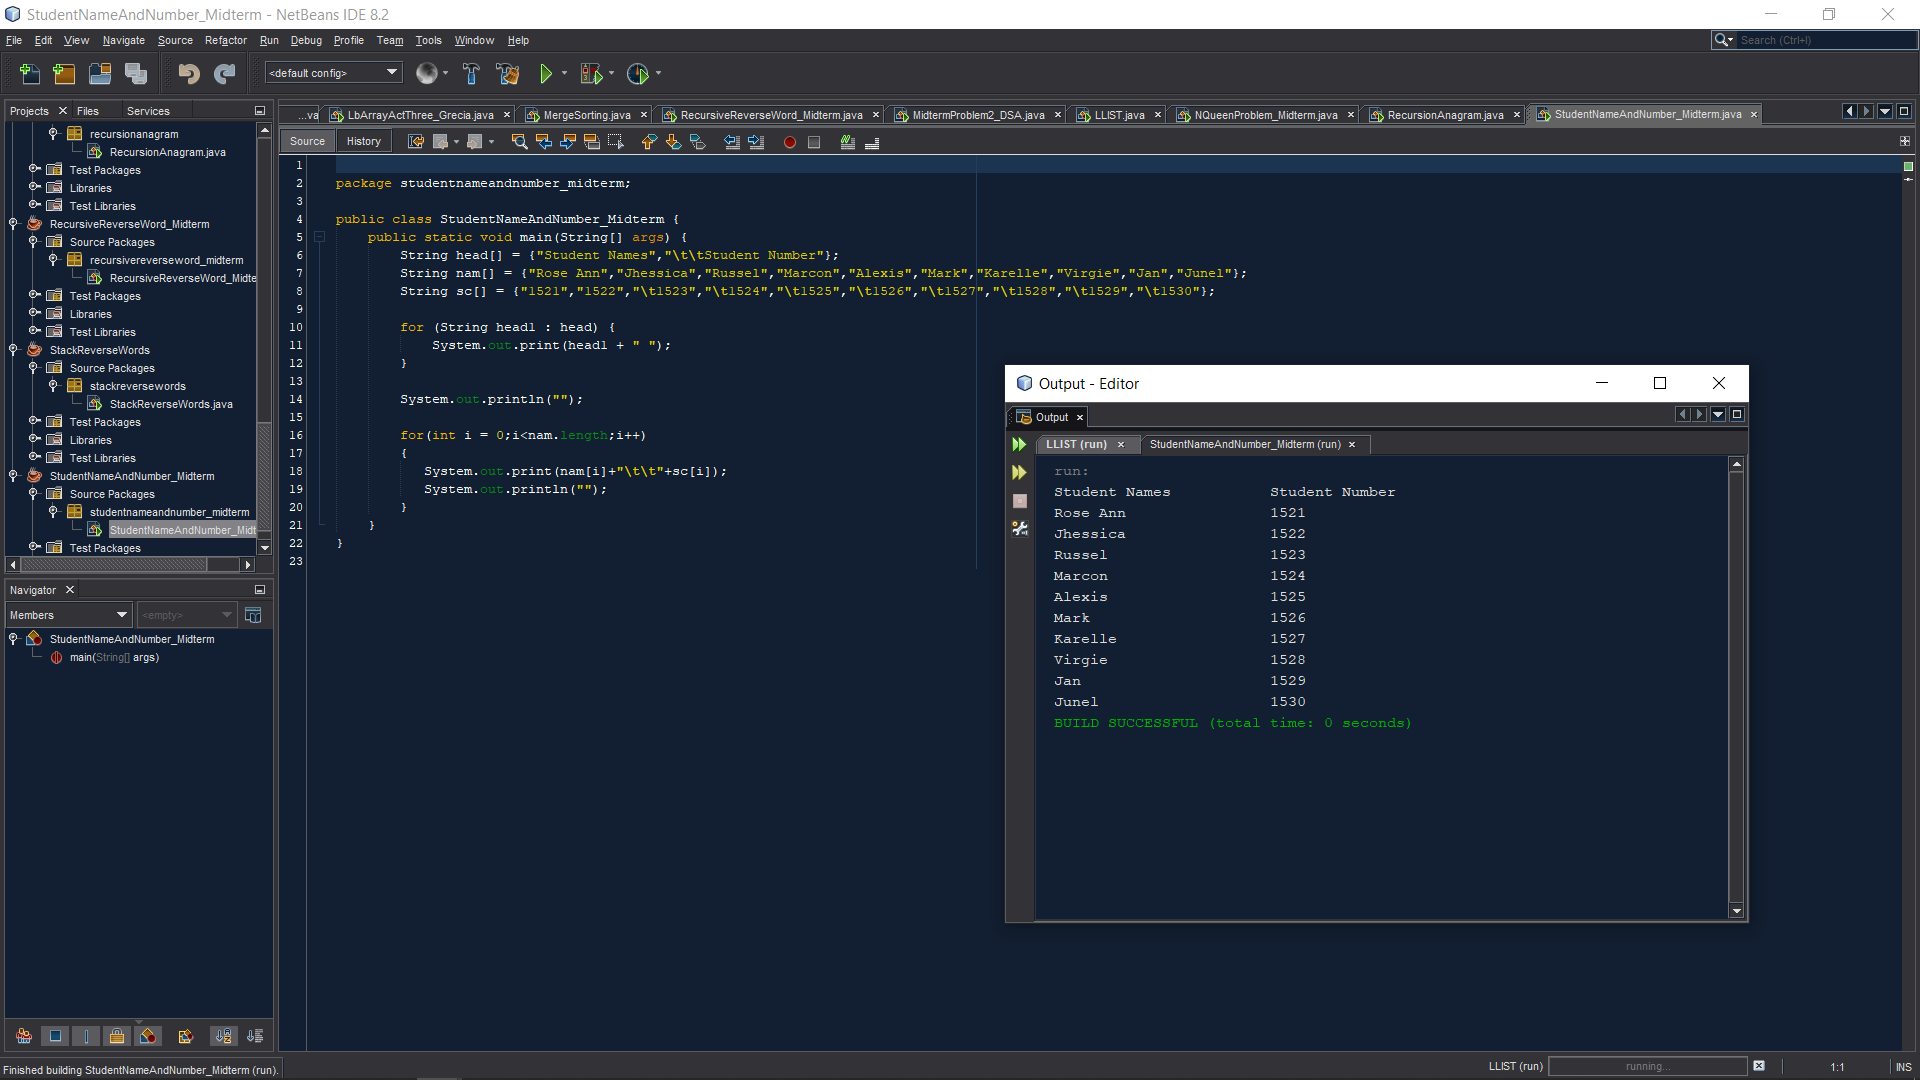 StudentNameAndNumber_Midterm - NetBeans IDE 8.2
File Edit View Navigate Source Refactor Run Debug Profile Team Tools Window Help
Search (Ctrl+I)
<default config>
Projects Files Services
...va LbArrayActThree_Grecia.java MergeSorting.java RecursiveReverseWord_Midterm.java MidtermProblem2_DSA.java LLIST.java NQueenProblem_Midterm.java RecursionAnagram.java StudentNameAndNumber_Midterm.java
Source History
recursionanagram
RecursionAnagram.java
Test Packages
Libraries
Test Libraries
RecursiveReverseWord_Midterm
Source Packages
recursivereverseword_midterm
RecursiveReverseWord_Midte
Test Packages
Libraries
Test Libraries
StackReverseWords
Source Packages
stackreversewords
StackReverseWords.java
Test Packages
Libraries
Test Libraries
StudentNameAndNumber_Midterm
Source Packages
studentnameandnumber_midterm
StudentNameAndNumber_Midt
Test Packages
Navigator
Members <empty>
StudentNameAndNumber_Midterm
main(String[] args)
1
2 package studentnameandnumber_midterm;
3
4 public class StudentNameAndNumber_Midterm {
5 public static void main(String[] args) {
6 String head[] = {"Student Names","\t\tStudent Number"};
7 String nam[] = {"Rose Ann","Jhessica","Russel","Marcon","Alexis","Mark","Karelle","Virgie","Jan","Junel"};
8 String sc[] = {"1521","1522","\t1523","\t1524","\t1525","\t1526","\t1527","\t1528","\t1529","\t1530"};
9
10 for (String head1 : head) {
11 System.out.print(head1 + " ");
12 }
13
14 System.out.println("");
15
16 for(int i = 0;i<nam.length;i++)
17 {
18 System.out.print(nam[i]+"\t\t"+sc[i]);
19 System.out.println("");
20 }
21 }
22 }
23
Output - Editor
Output
LLIST (run) StudentNameAndNumber_Midterm (run)
run:
Student Names Student Number
Rose Ann 1521
Jhessica 1522
Russel 1523
Marcon 1524
Alexis 1525
Mark 1526
Karelle 1527
Virgie 1528
Jan 1529
Junel 1530
BUILD SUCCESSFUL (total time: 0 seconds)
Finished building StudentNameAndNumber_Midterm (run).
LLIST (run) running... 1:1 INS